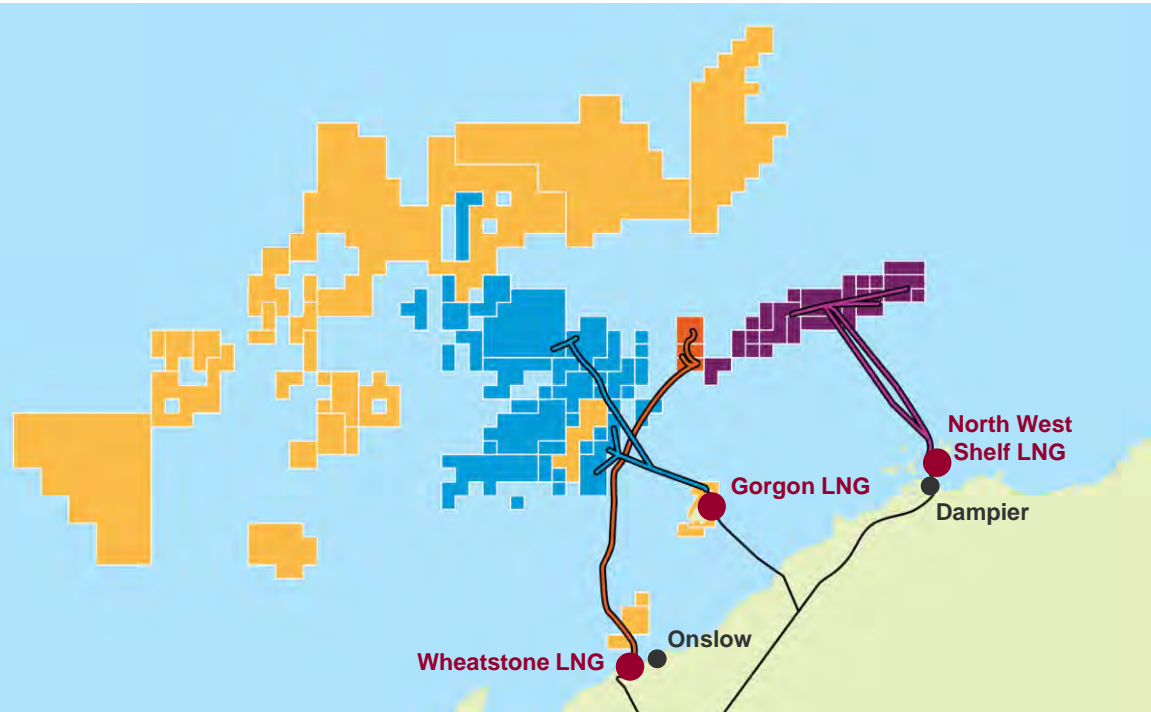 North West
Shelf LNG
Gorgon LNG
Dampier
Onslow
Wheatstone LNG